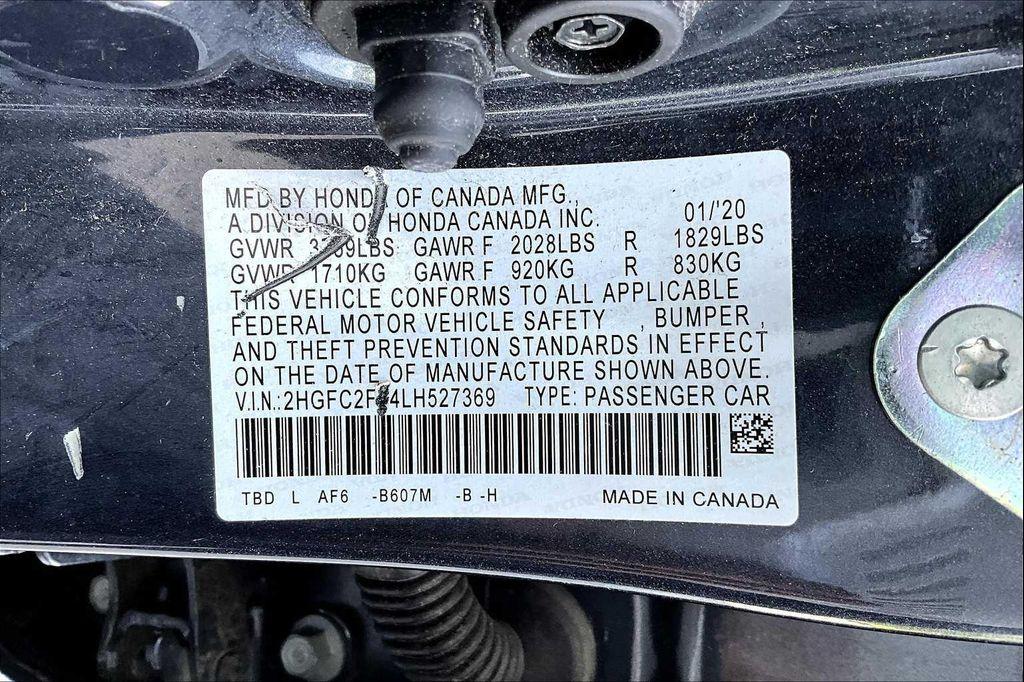 MFD BY HONDA OF CANADA MFG.,
A DIVISION OF HONDA CANADA INC. 01/'20
GVWR GAWR F 2028LBS R 1829LBS
GVWR 1710KG GAWR F 920KG R 830KG
THIS VEHICLE CONFORMS TO ALL APPLICABLE
FEDERAL MOTOR VEHICLE SAFETY , BUMPER ,
AND THEFT PREVENTION STANDARDS IN EFFECT
ON THE DATE OF MANUFACTURE SHOWN ABOVE.
V.I.N.: TYPE: PASSENGER CAR
TBD L AF6 -B607M -B -H MADE IN CANADA